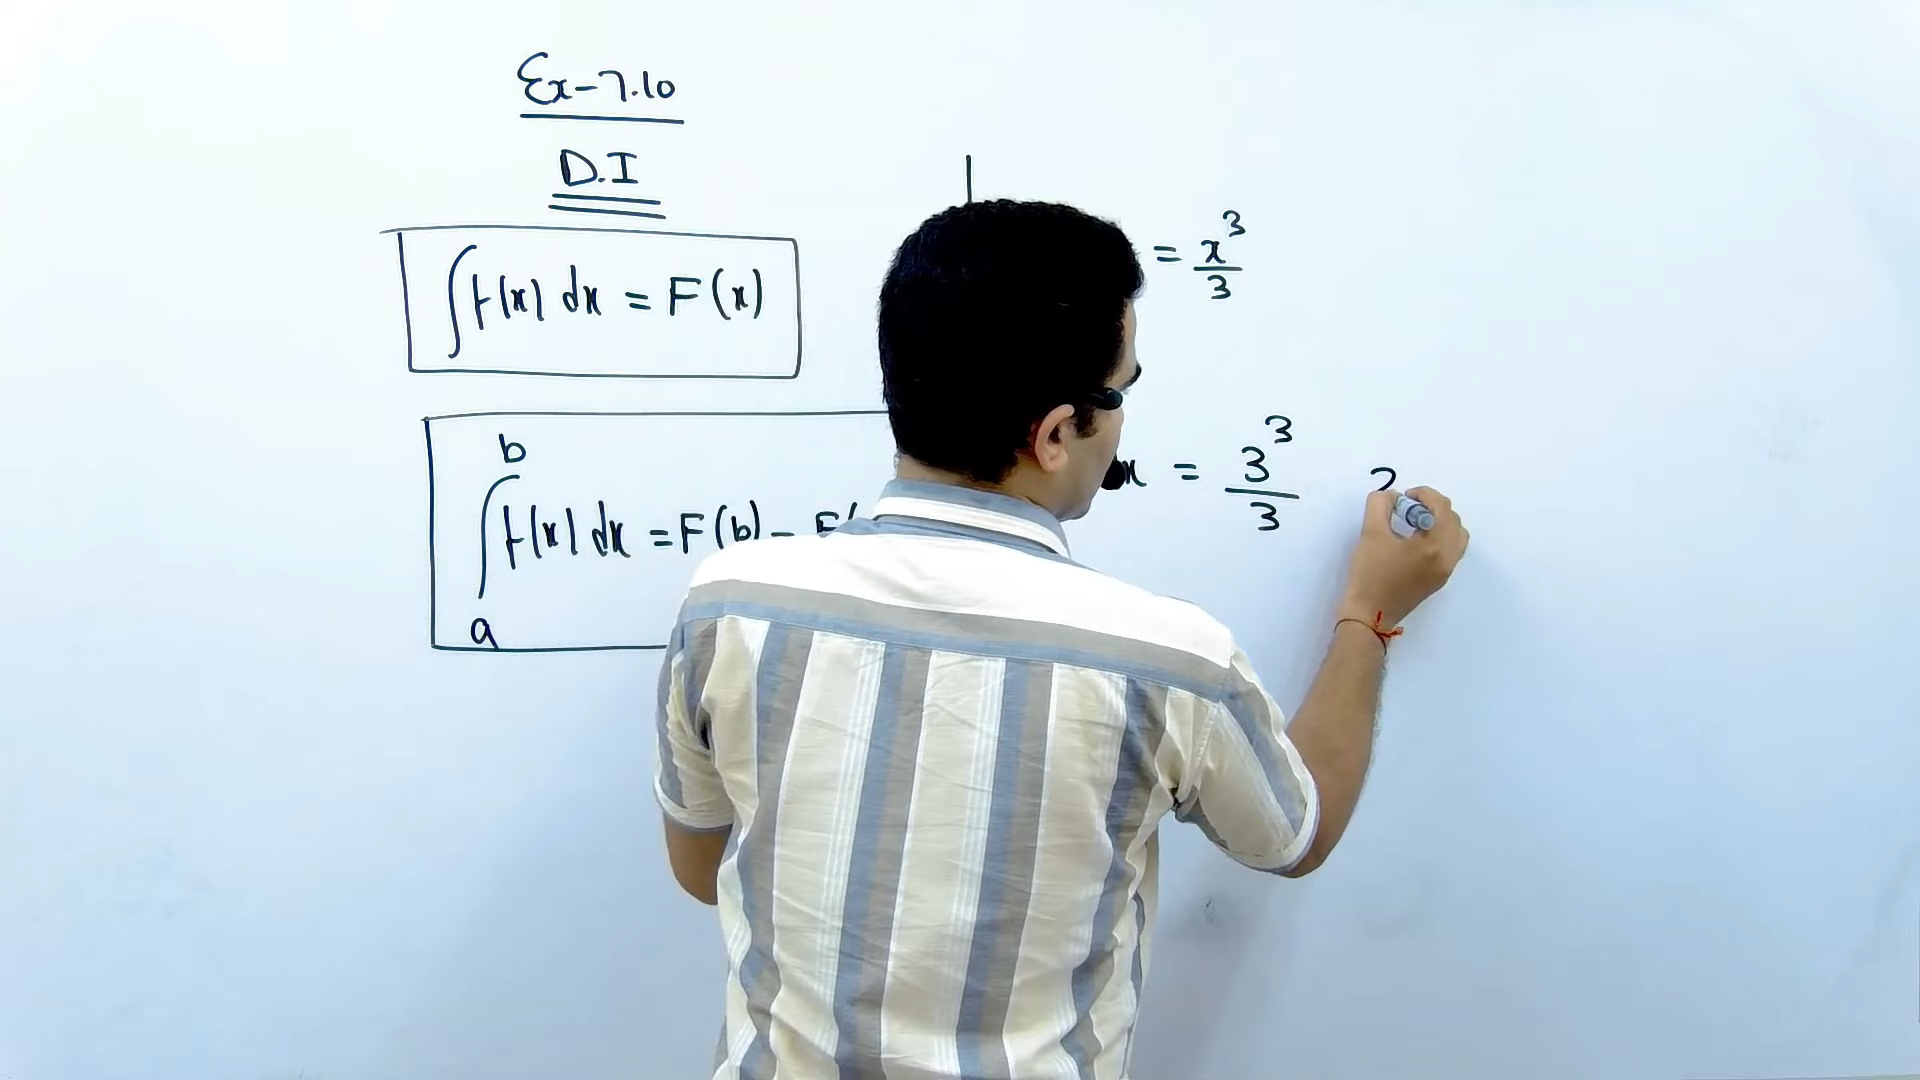 Ex-7.10
D.I
∫f(x) dx = F(x)
b
∫f(x) dx = F(b) - F(
a
= x³/3
x = 3³/3